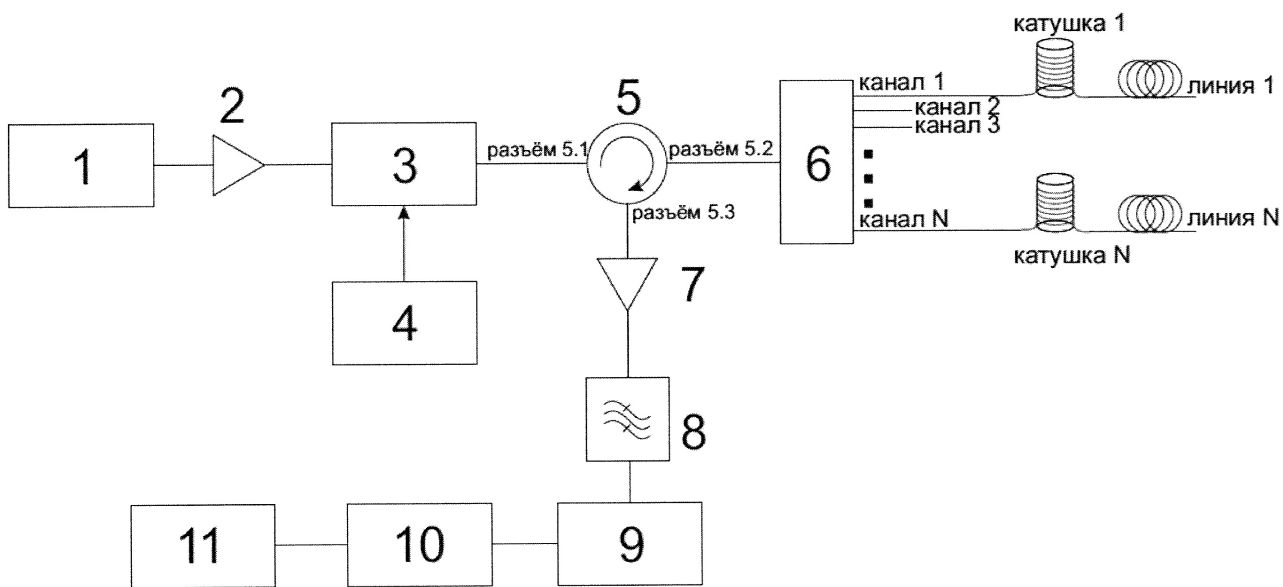 катушка 1
канал 1
линия 1
канал 2
канал 3
1
2
3
разъём 5.1
5
разъём 5.2
6
разъём 5.3
канал N
линия N
катушка N
4
7
8
11
10
9